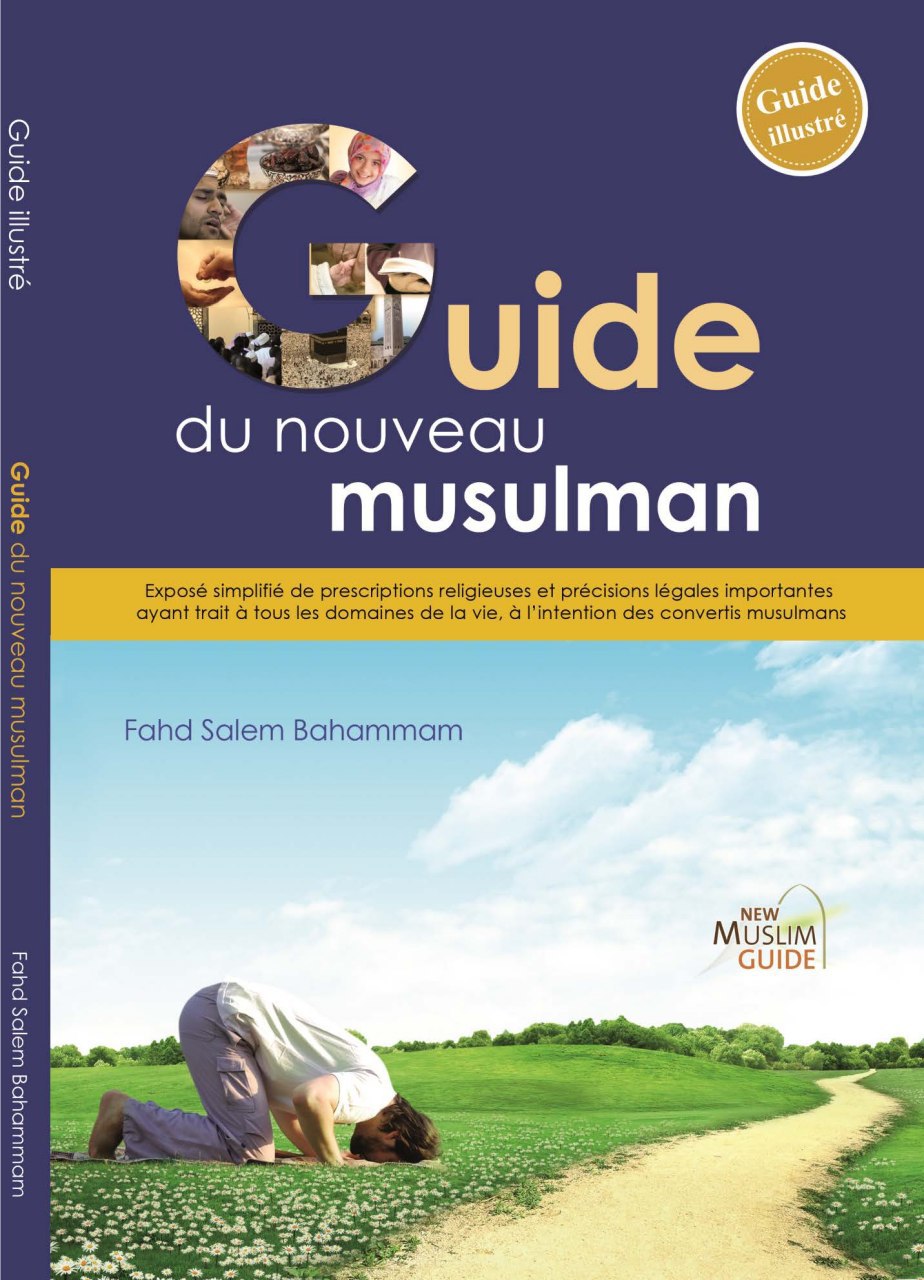 Guide
illustré
Guide
du nouveau
musulman
Exposé simplifié de prescriptions religieuses et précisions légales importantes
ayant trait à tous les domaines de la vie, à l'intention des convertis musulmans
Fahd Salem Bahammam
NEW
MUSLIM
GUIDE
Guide illustré
Guide du nouveau musulman
Fahd Salem Bahammam